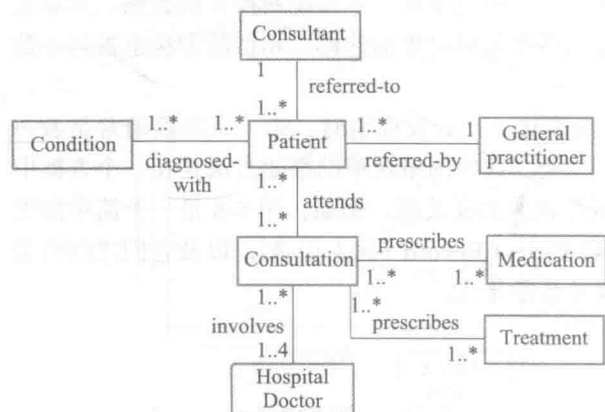 Consultant
1
referred-to
1..*
Condition
1..*
1..*
Patient
1..*
1
General
practitioner
diagnosed-
with
referred-by
1..*
attends
1..*
Consultation
prescribes
1..*
1..*
Medication
1..*
1..*
prescribes
involves
1..*
Treatment
1..4
Hospital
Doctor